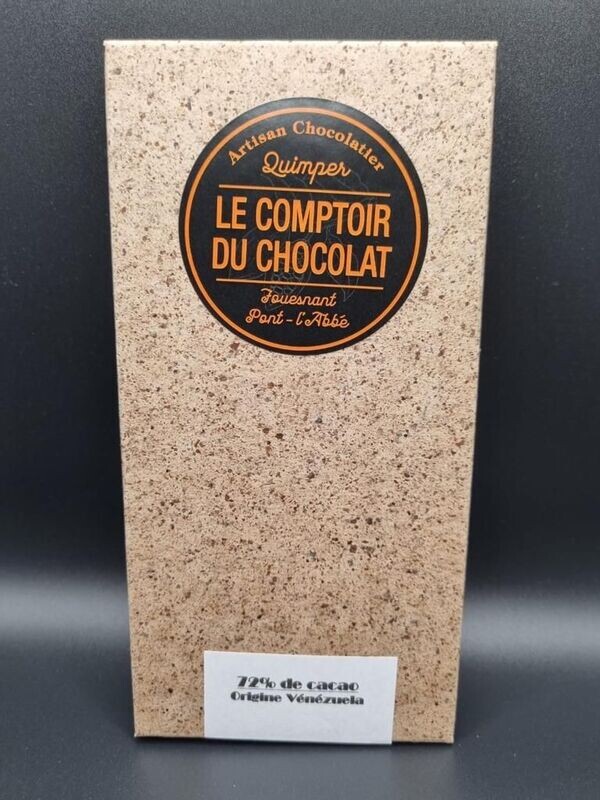 Artisan Chocolatier
Quimper
LE COMPTOIR
DU CHOCOLAT
Fouesnant
Pont-l'Abbé
72% de cacao
Origine Vénézuela